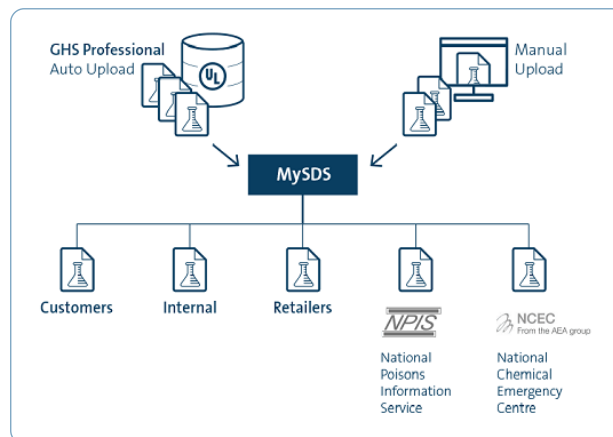 GHS Professional
Auto Upload
UL
Manual
Upload
MySDS
Customers
Internal
Retailers
NPIS
National
Poisons
Information
Service
NCEC
From the AEA group
National
Chemical
Emergency
Centre